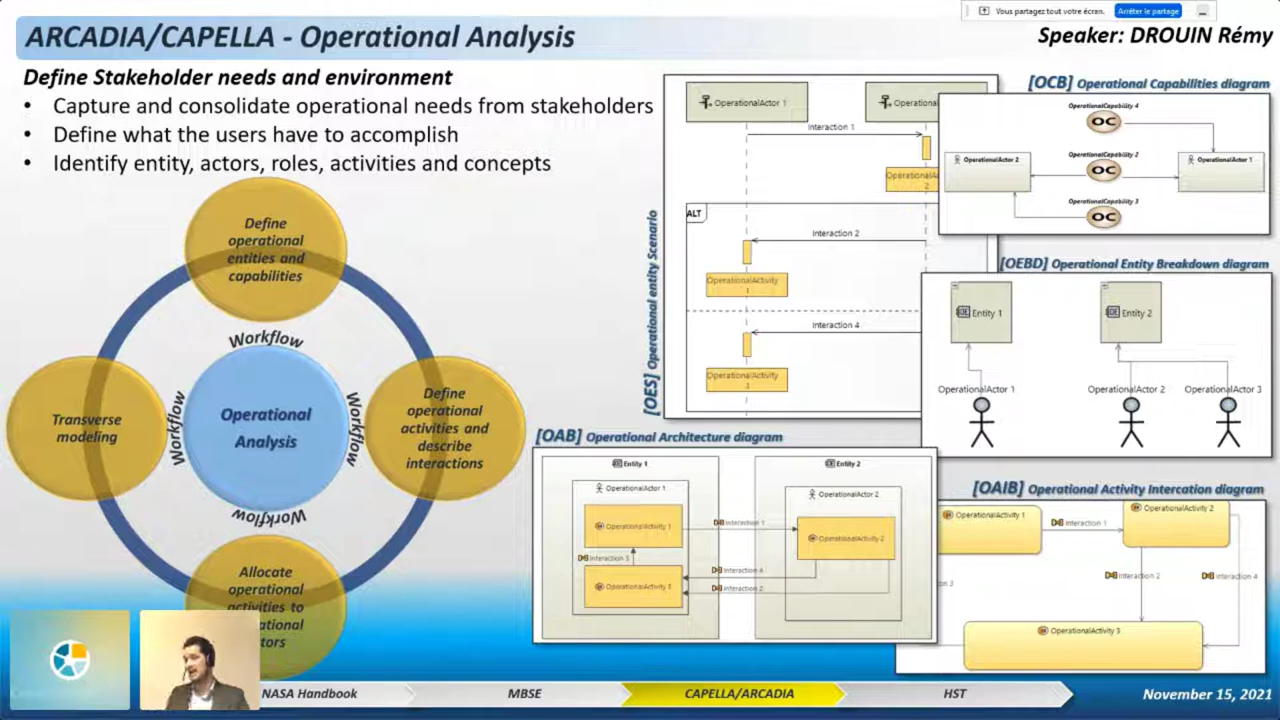 Vous partagez tout votre écran.
Arrêter le partage
ARCADIA/CAPELLA - Operational Analysis
Speaker: DROUIN Rémy
Define Stakeholder needs and environment
• Capture and consolidate operational needs from stakeholders
• Define what the users have to accomplish
• Identify entity, actors, roles, activities and concepts
Define
operational
entities and
capabilities
Workflow
Transverse
modeling
Workflow
Operational
Analysis
Workflow
Define
operational
activities and
describe
interactions
Workflow
Allocate
operational
activities to
[OES] Operational entity Scenario
OperationalActor 1
Operational
Interaction 1
OperationalA
2
ALT
Interaction 2
OperationalActivity
Interaction 4
OperationalActivity
[OCB] Operational Capabilities diagram
OperationalCapability 4
OC
OperationalActor 2
OperationalCapability 2
OC
OperationalActor 1
OperationalCapability 3
OC
[OEBD] Operational Entity Breakdown diagram
Entity 1
Entity 2
OperationalActor 1
OperationalActor 2
OperationalActor 3
[OAB] Operational Architecture diagram
Entity 1
Entity 2
OperationalActor 1
OperationalActor 2
OperationalActivity 1
Interaction 1
OperationalActivity 2
Interaction 3
Interaction 4
OperationalActivity 3
Interaction 2
[OAIB] Operational Activity Intercation diagram
OperationalActivity 1
Interaction 1
OperationalActivity 2
on 3
Interaction 2
Interaction 4
OperationalActivity 3
NASA Handbook
MBSE
CAPELLA/ARCADIA
HST
November 15, 2021